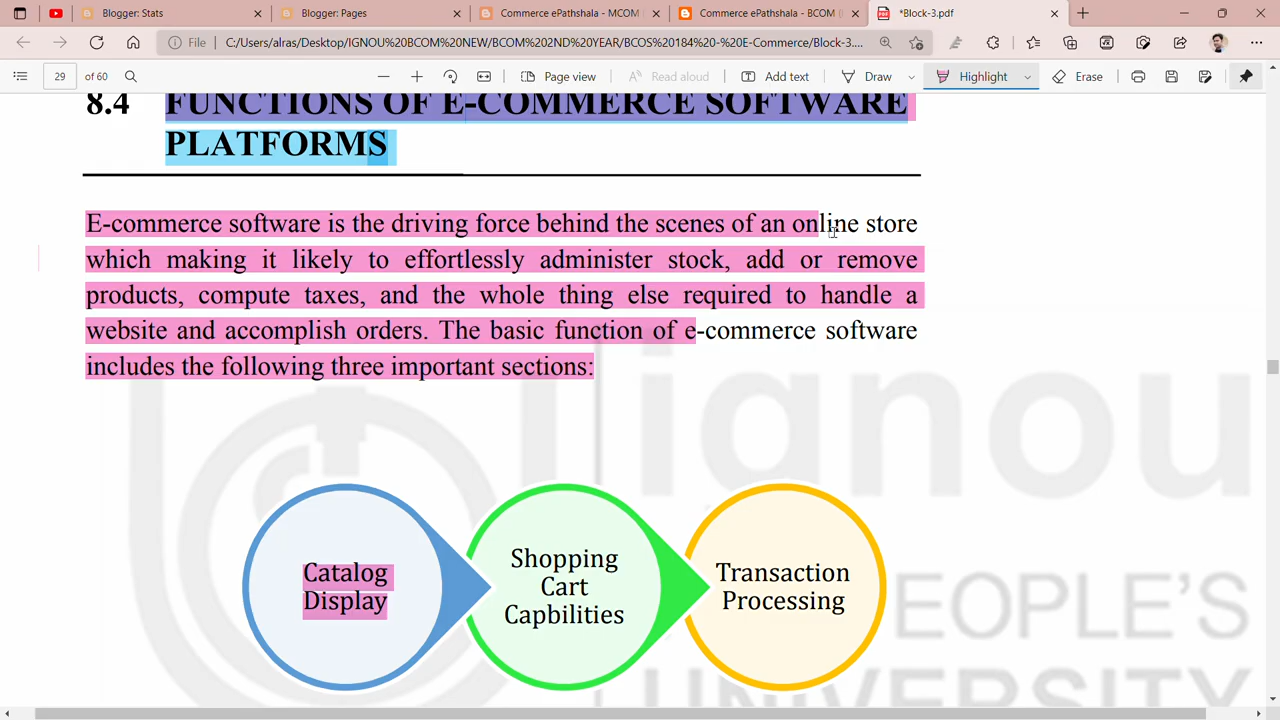 Blogger: Stats
Blogger: Pages
Commerce ePathshala - MCOM
Commerce ePathshala - BCOM (
*Block-3.pdf
File
C:/Users/alras/Desktop/IGNOU%20BCOM%20NEW/BCOM%202ND%20YEAR/BCOS%20184%20-%20E-Commerce/Block-3....
29 of 60
Page view
Read aloud
Add text
Draw
Highlight
Erase
8.4 FUNCTIONS OF E-COMMERCE SOFTWARE
PLATFORMS
E-commerce software is the driving force behind the scenes of an online store
which making it likely to effortlessly administer stock, add or remove
products, compute taxes, and the whole thing else required to handle a
website and accomplish orders. The basic function of e-commerce software
includes the following three important sections:
Catalog
Display
Shopping
Cart
Capbilities
Transaction
Processing
ignou
EOPLE'S
UNIVERSITY